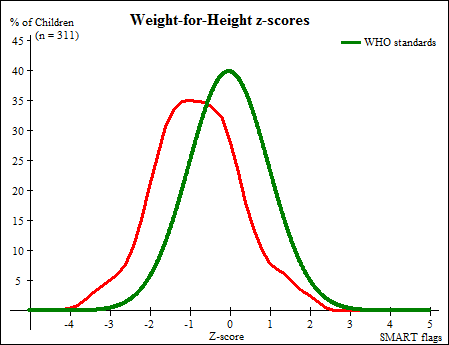 Weight-for-Height z-scores
% of Children
(n = 311)
WHO standards
45
40
35
30
25
20
15
10
5
-4 -3 -2 -1 0 1 2 3 4 5
Z-score
SMART flags